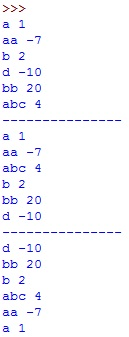 >>>
a 1
aa -7
b 2
d -10
bb 20
abc 4
---------------
a 1
aa -7
abc 4
b 2
bb 20
d -10
---------------
d -10
bb 20
b 2
abc 4
aa -7
a 1